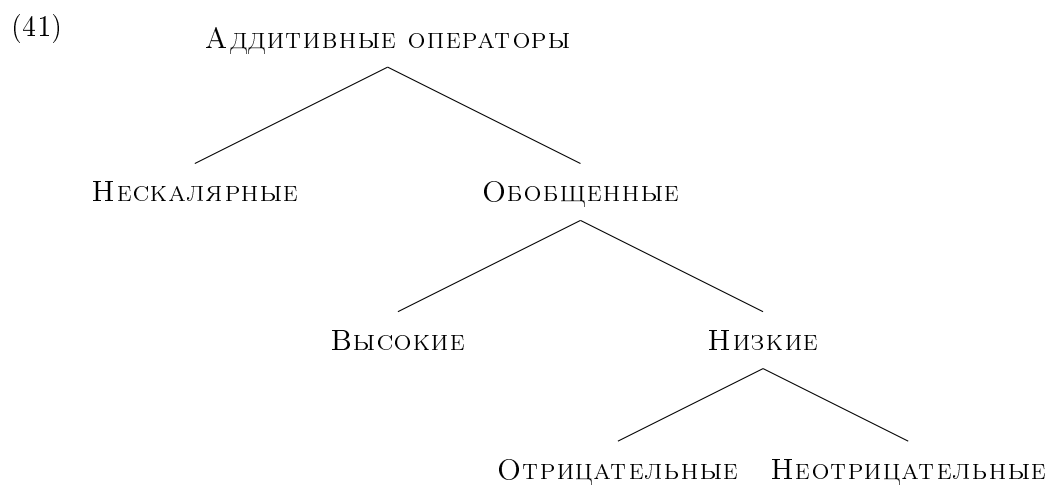 (41)
Аддитивные операторы
Нескалярные Обобщенные
Высокие Низкие
Отрицательные Неотрицательные